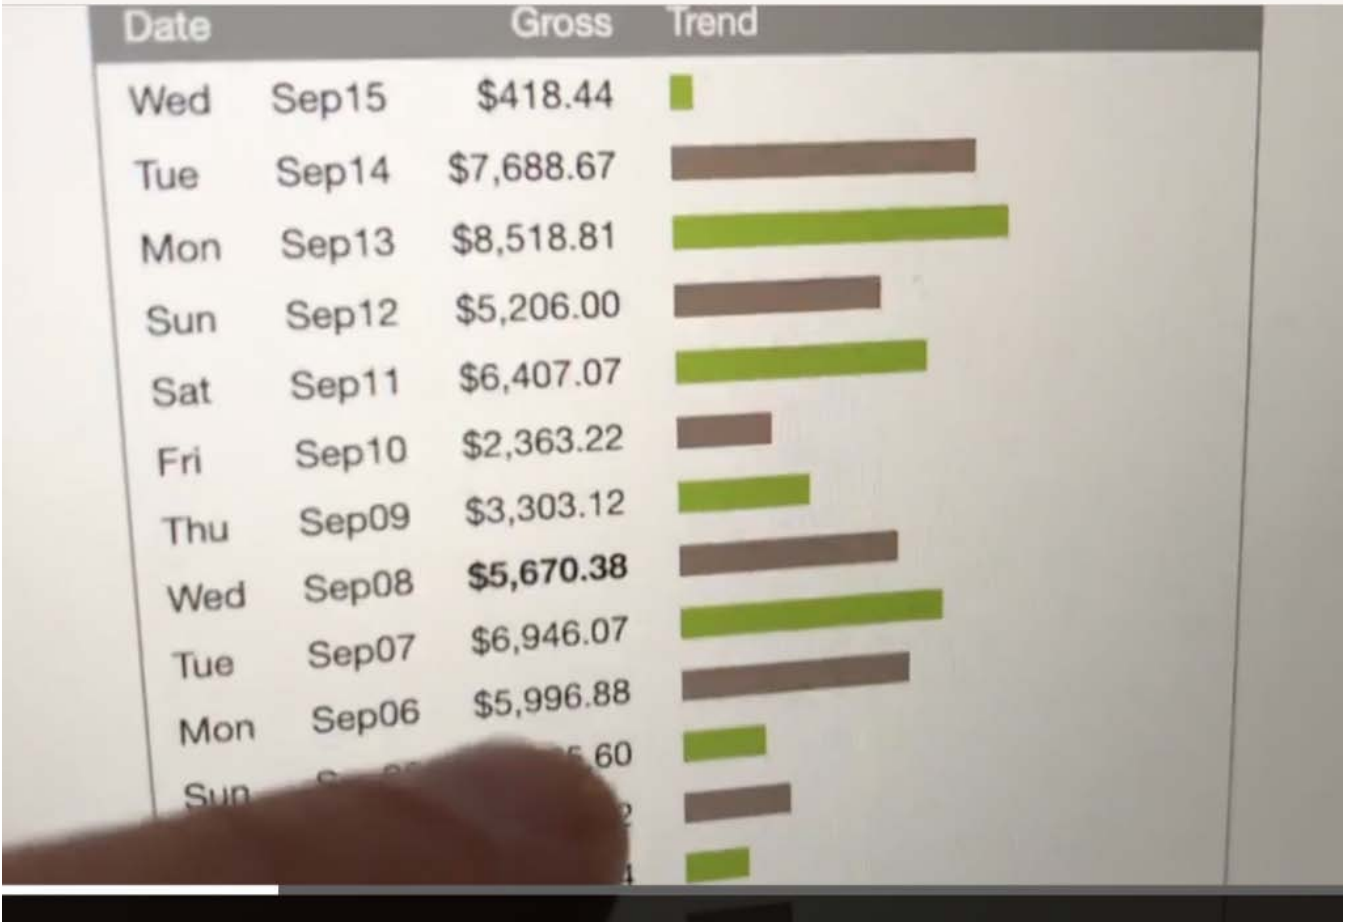 Date Gross Trend
Wed Sep15 $418.44
Tue Sep14 $7,688.67
Mon Sep13 $8,518.81
Sun Sep12 $5,206.00
Sat Sep11 $6,407.07
Fri Sep10 $2,363.22
Thu Sep09 $3,303.12
Wed Sep08 $5,670.38
Tue Sep07 $6,946.07
Mon Sep06 $5,996.88
Sun